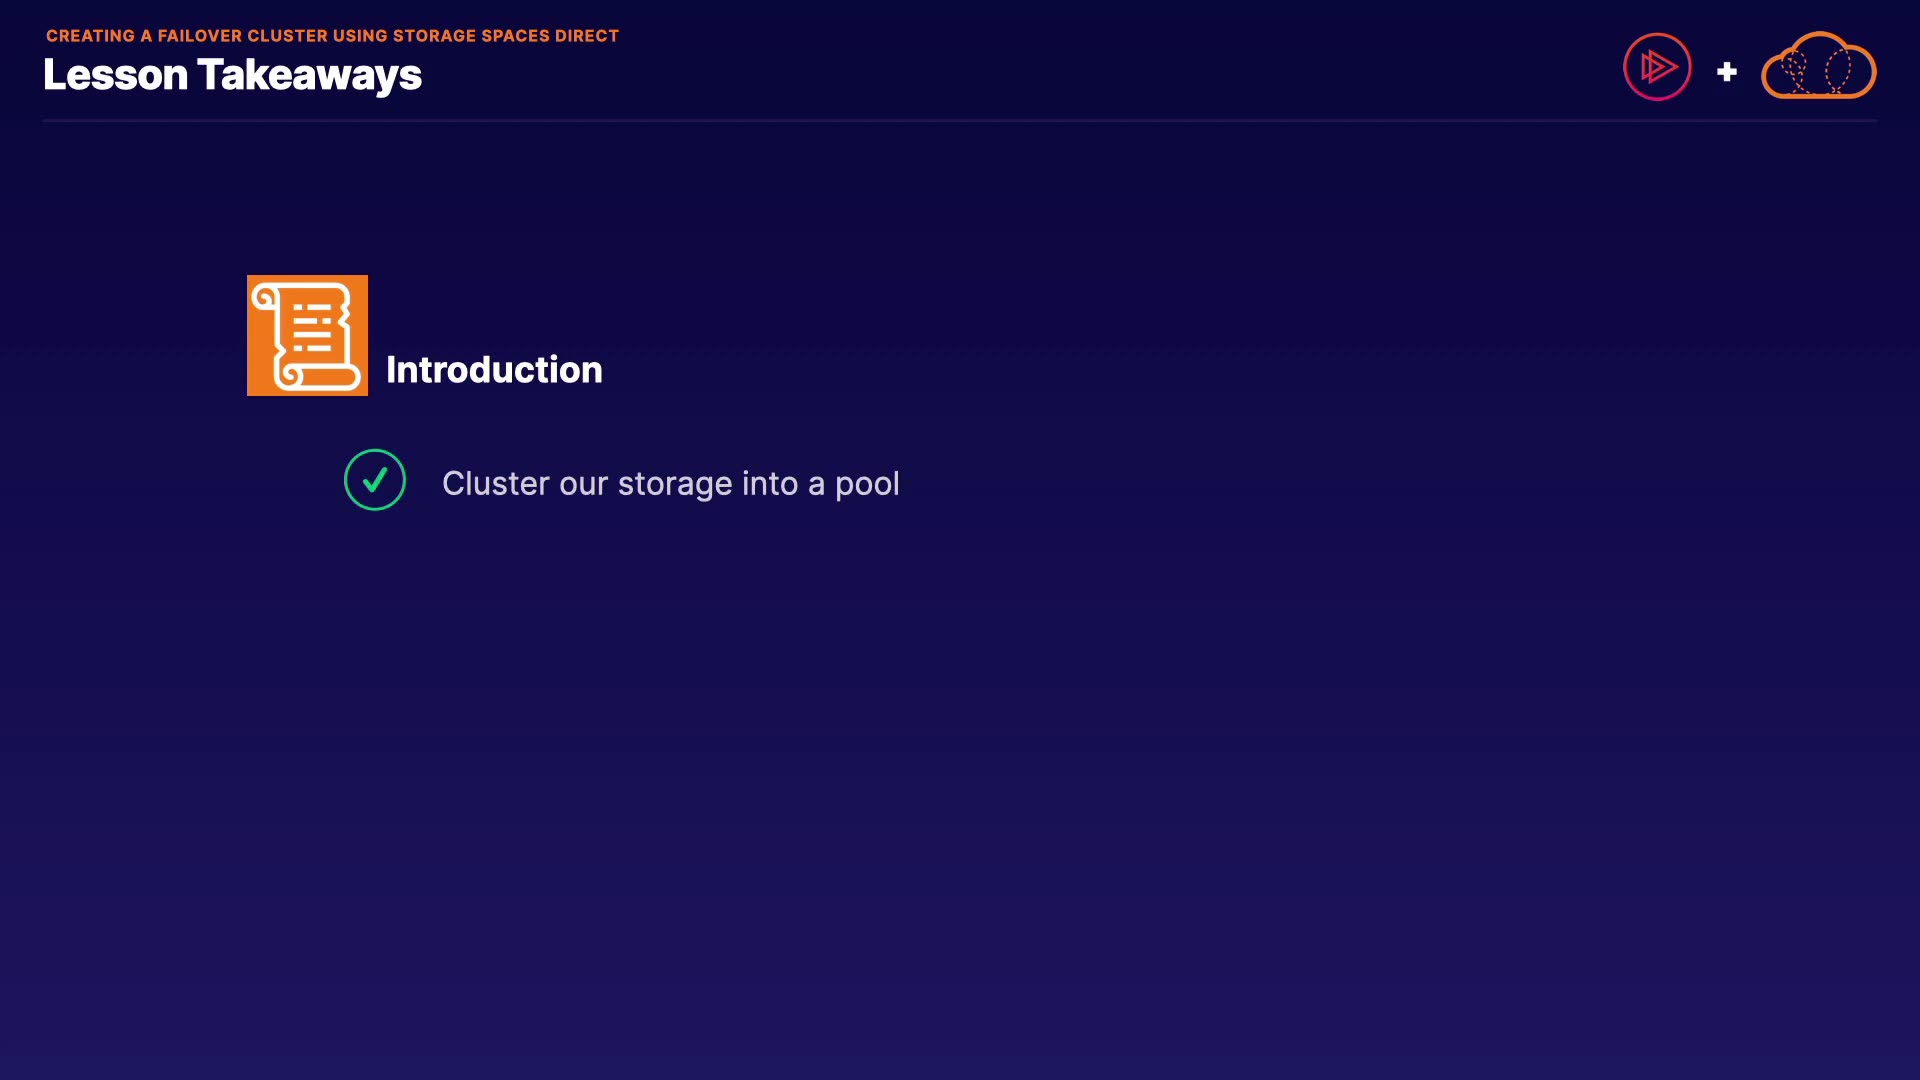 CREATING A FAILOVER CLUSTER USING STORAGE SPACES DIRECT
Lesson Takeaways
Introduction
Cluster our storage into a pool